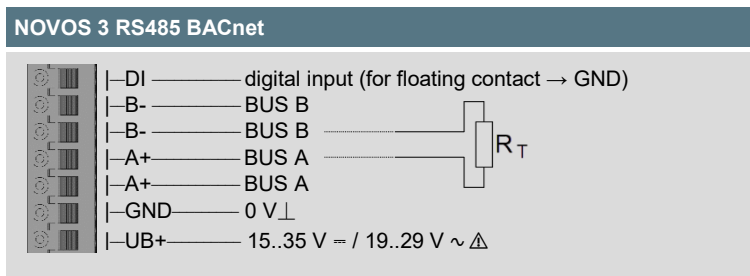 NOVOS 3 RS485 BACnet
DI digital input (for floating contact → GND)
B- BUS B
B- BUS B
A+ BUS A
A+ BUS A
GND 0 V⊥
UB+ 15..35 V ⎓ / 19..29 V ~ ⚠
RT